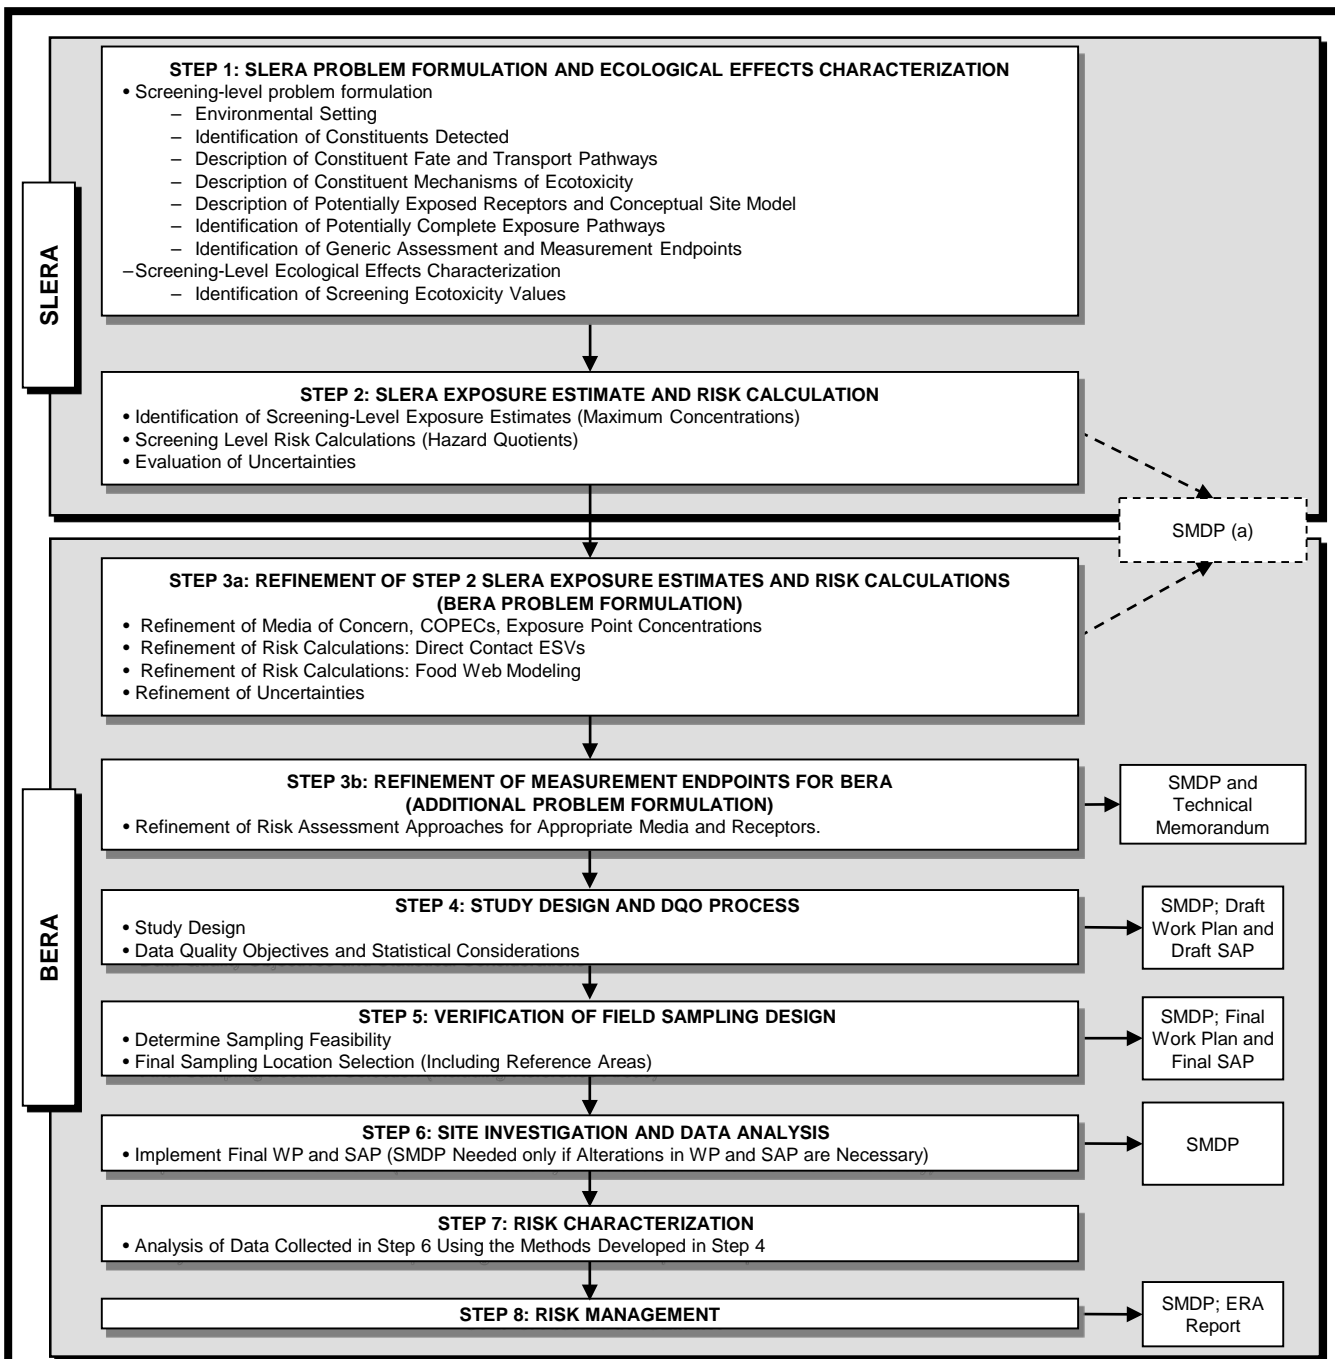 SLERA
STEP 1: SLERA PROBLEM FORMULATION AND ECOLOGICAL EFFECTS CHARACTERIZATION
• Screening-level problem formulation
– Environmental Setting
– Identification of Constituents Detected
– Description of Constituent Fate and Transport Pathways
– Description of Constituent Mechanisms of Ecotoxicity
– Description of Potentially Exposed Receptors and Conceptual Site Model
– Identification of Potentially Complete Exposure Pathways
– Identification of Generic Assessment and Measurement Endpoints
–Screening-Level Ecological Effects Characterization
– Identification of Screening Ecotoxicity Values
STEP 2: SLERA EXPOSURE ESTIMATE AND RISK CALCULATION
• Identification of Screening-Level Exposure Estimates (Maximum Concentrations)
• Screening Level Risk Calculations (Hazard Quotients)
• Evaluation of Uncertainties
SMDP (a)
BERA
STEP 3a: REFINEMENT OF STEP 2 SLERA EXPOSURE ESTIMATES AND RISK CALCULATIONS
(BERA PROBLEM FORMULATION)
• Refinement of Media of Concern, COPECs, Exposure Point Concentrations
• Refinement of Risk Calculations: Direct Contact ESVs
• Refinement of Risk Calculations: Food Web Modeling
• Refinement of Uncertainties
STEP 3b: REFINEMENT OF MEASUREMENT ENDPOINTS FOR BERA
(ADDITIONAL PROBLEM FORMULATION)
• Refinement of Risk Assessment Approaches for Appropriate Media and Receptors.
SMDP and
Technical
Memorandum
STEP 4: STUDY DESIGN AND DQO PROCESS
• Study Design
• Data Quality Objectives and Statistical Considerations
SMDP; Draft
Work Plan and
Draft SAP
STEP 5: VERIFICATION OF FIELD SAMPLING DESIGN
• Determine Sampling Feasibility
• Final Sampling Location Selection (Including Reference Areas)
SMDP; Final
Work Plan and
Final SAP
STEP 6: SITE INVESTIGATION AND DATA ANALYSIS
• Implement Final WP and SAP (SMDP Needed only if Alterations in WP and SAP are Necessary)
SMDP
STEP 7: RISK CHARACTERIZATION
• Analysis of Data Collected in Step 6 Using the Methods Developed in Step 4
STEP 8: RISK MANAGEMENT
SMDP; ERA
Report